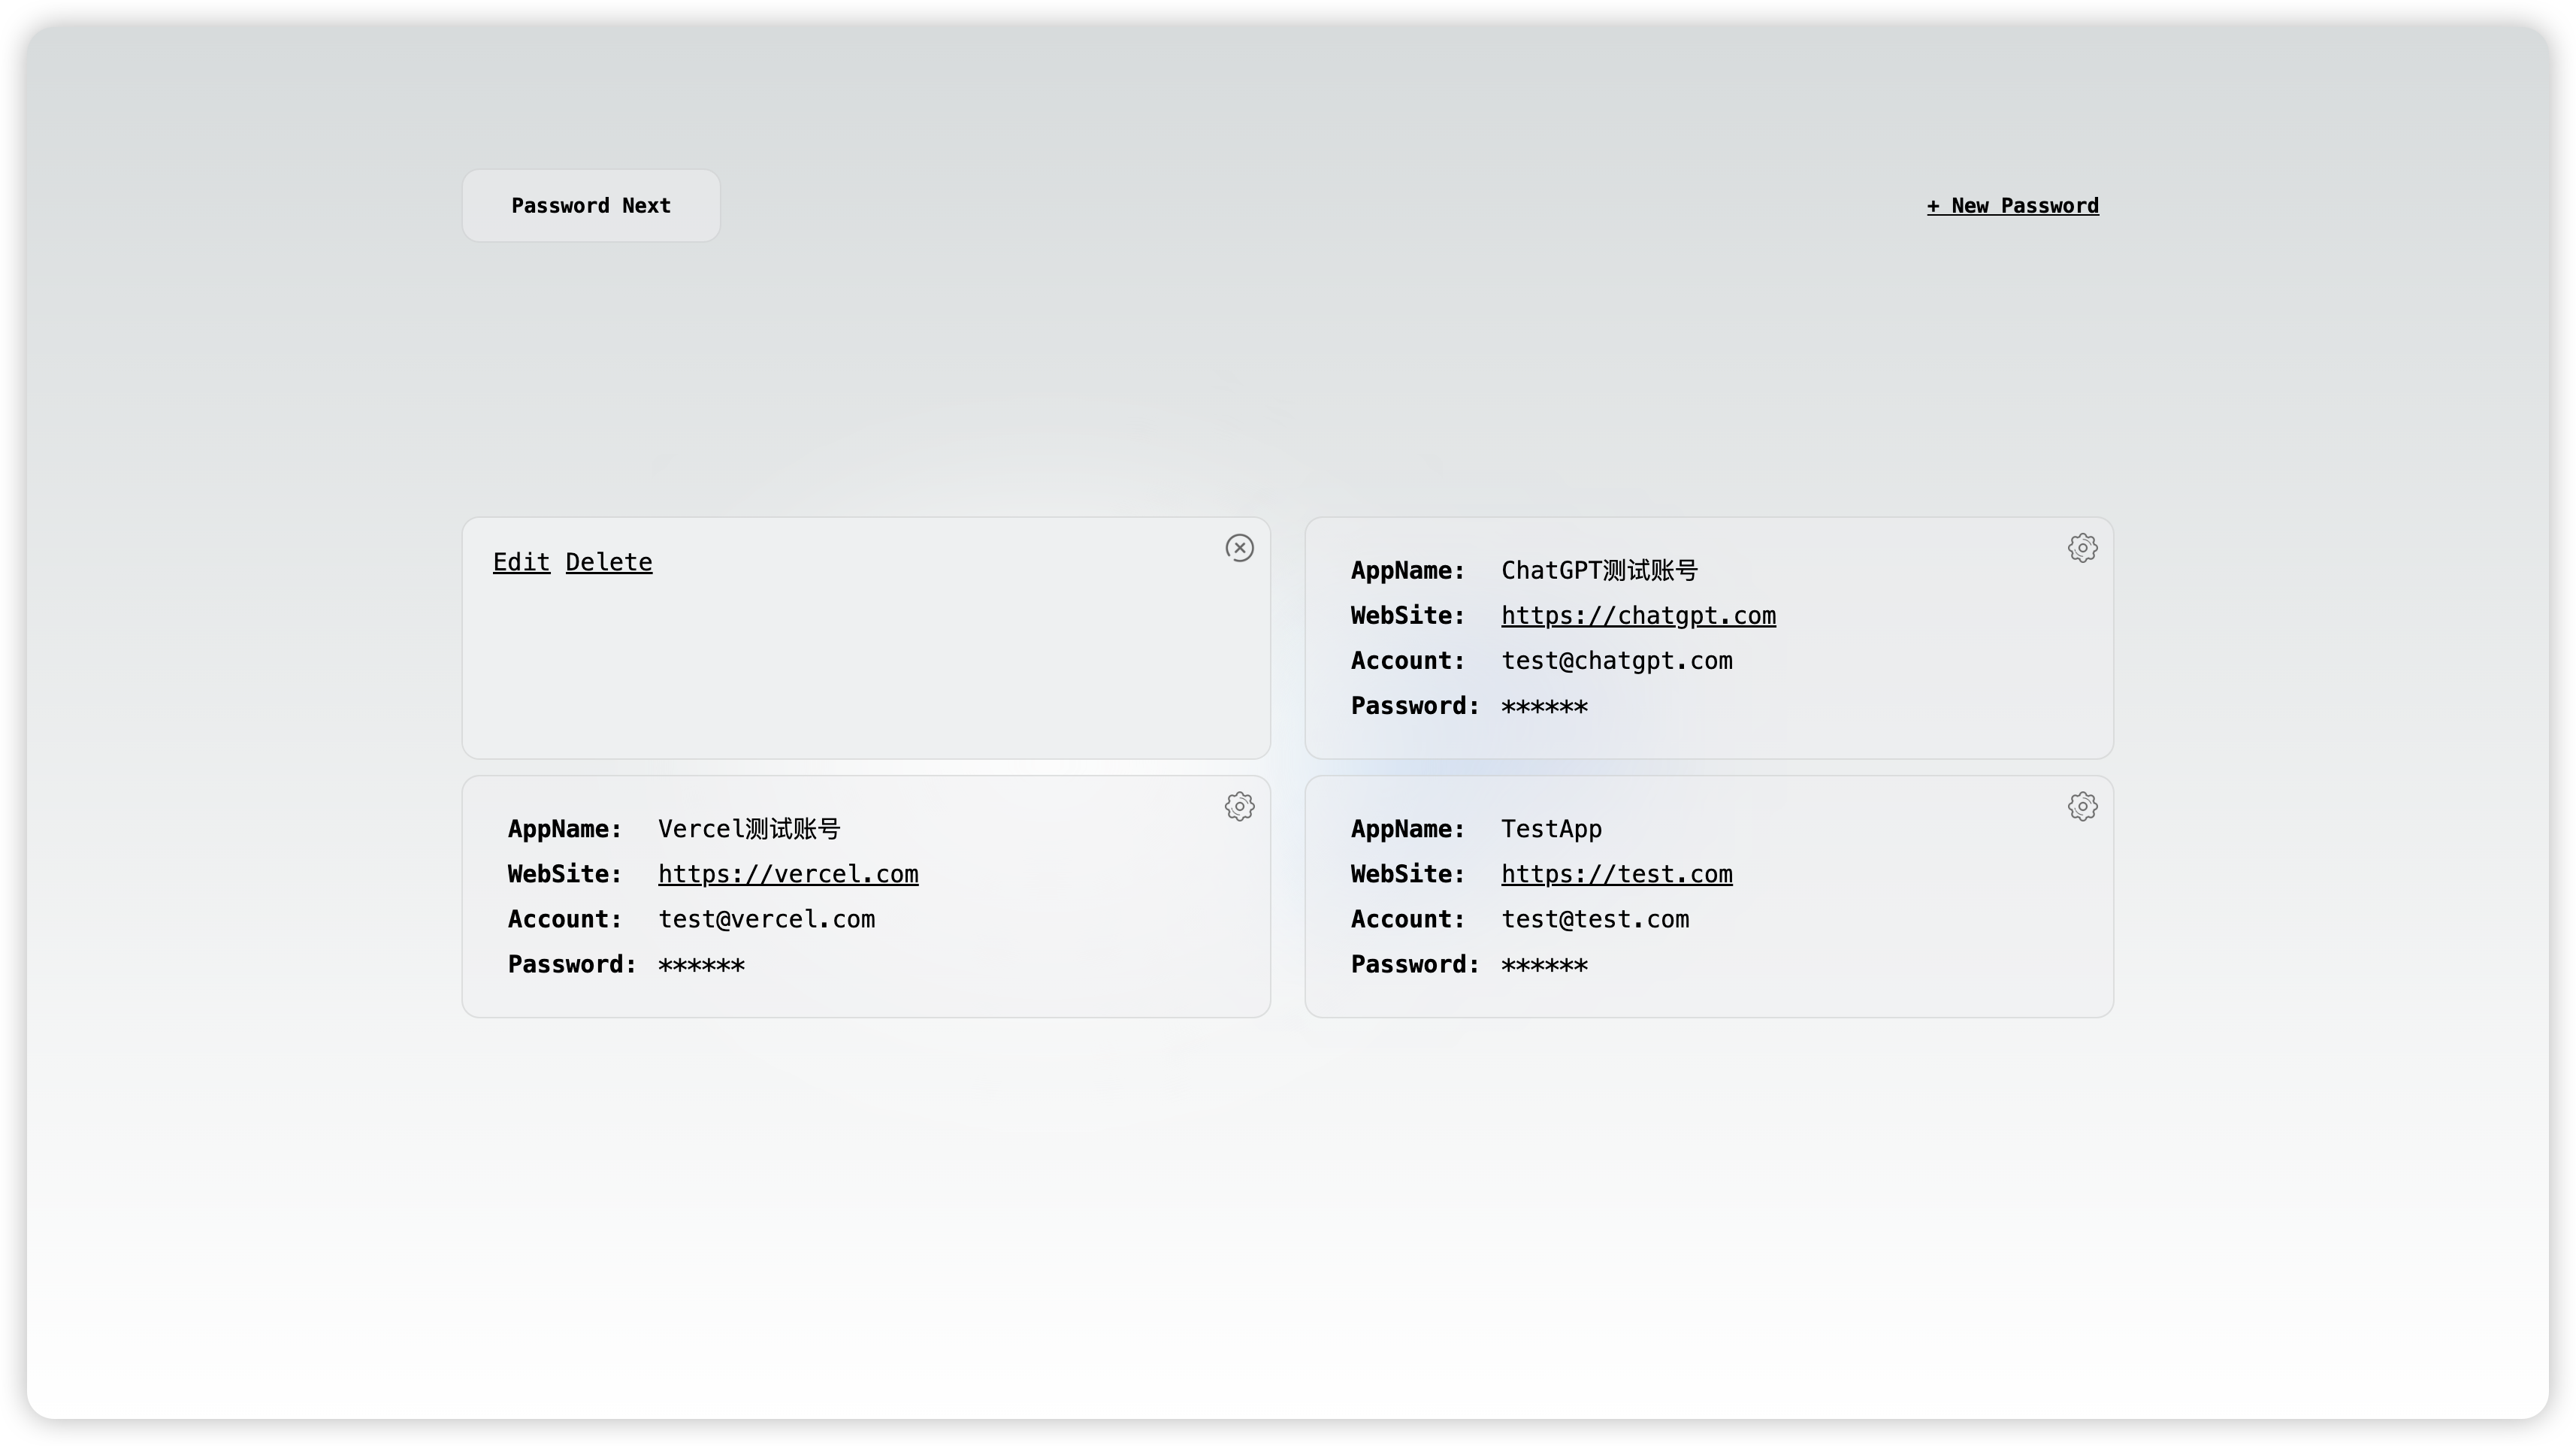 Password Next
+ New Password
Edit Delete
AppName: ChatGPT测试账号
WebSite: https://chatgpt.com
Account: test@chatgpt.com
Password: ******
AppName: Vercel测试账号
WebSite: https://vercel.com
Account: test@vercel.com
Password: ******
AppName: TestApp
WebSite: https://test.com
Account: test@test.com
Password: ******